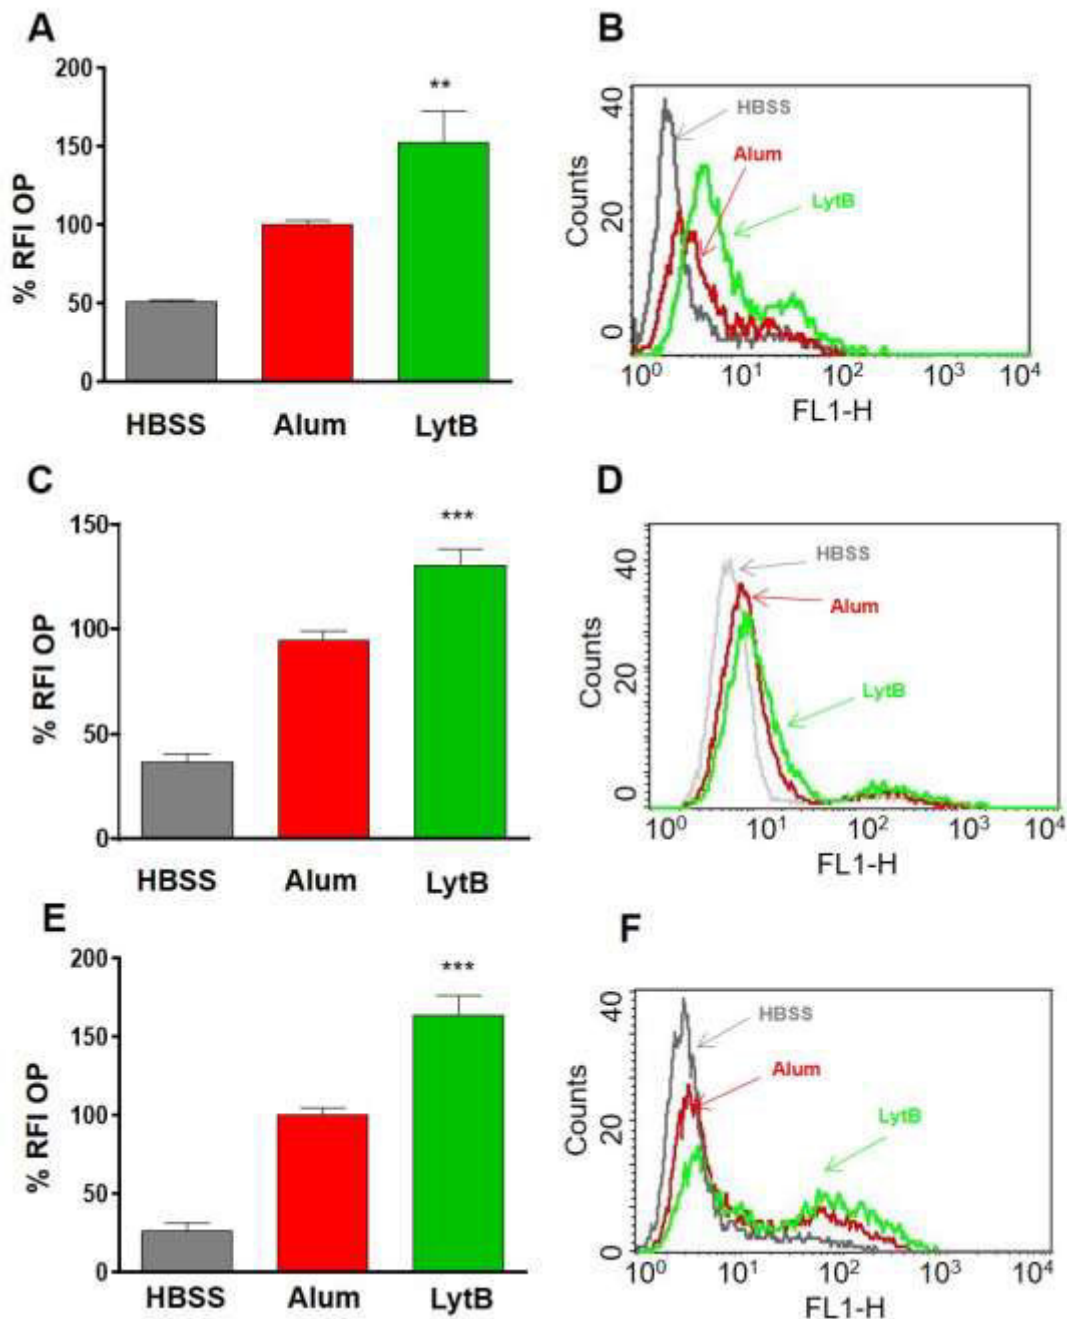 A
% RFI OP
200
150
100
50
0
**
HBSS Alum LytB
B
Counts
40
20
0
HBSS
Alum
LytB
10^0 10^1 10^2 10^3 10^4
FL1-H
C
% RFI OP
150
100
50
0
***
HBSS Alum LytB
D
Counts
40
20
0
HBSS
Alum
LytB
10^0 10^1 10^2 10^3 10^4
FL1-H
E
% RFI OP
200
150
100
50
0
***
HBSS Alum LytB
F
Counts
40
20
0
HBSS
Alum
LytB
10^0 10^1 10^2 10^3 10^4
FL1-H